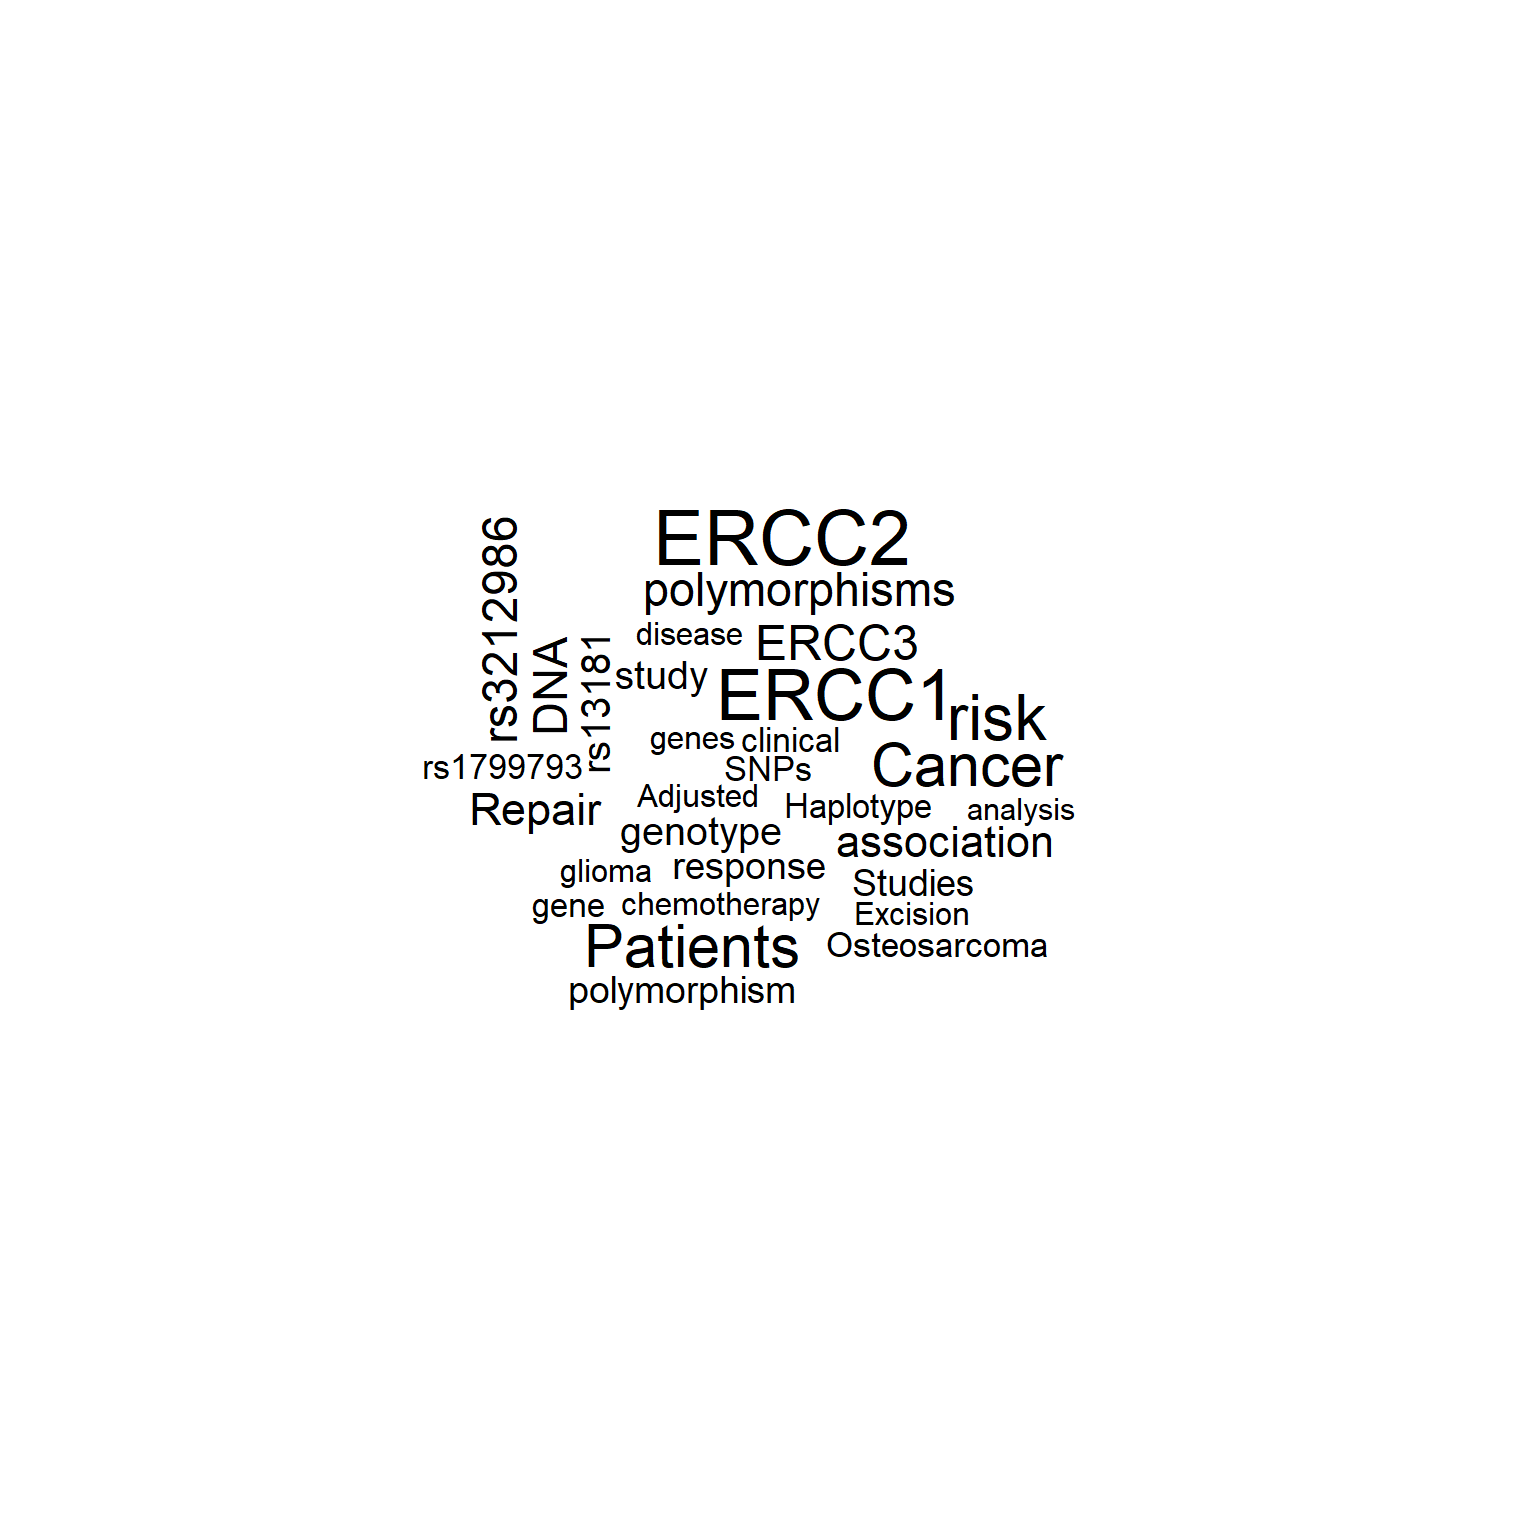 ERCC2
polymorphisms
rs3212986
DNA
rs13181
disease
ERCC3
study
ERCC1
risk
genes
clinical
rs1799793
SNPs
Cancer
Repair
Adjusted
Haplotype
analysis
genotype
association
glioma
response
Studies
gene
chemotherapy
Excision
Patients
Osteosarcoma
polymorphism